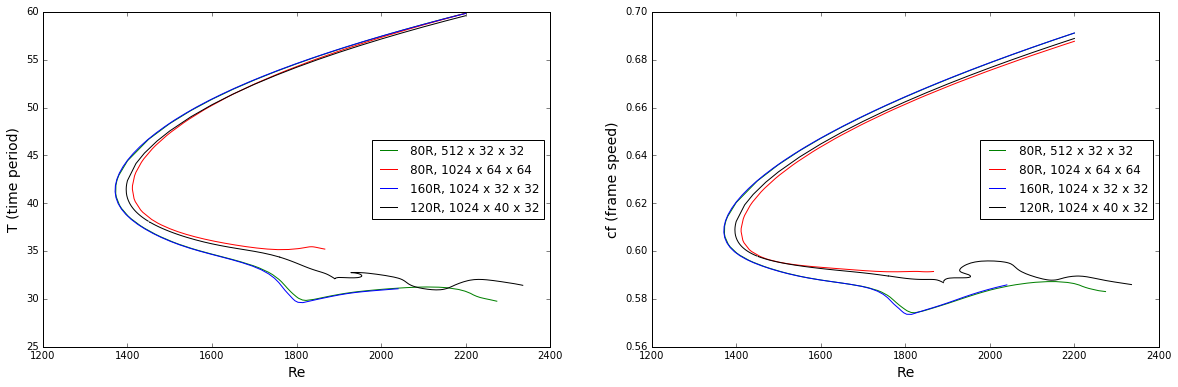 60
55
50
45
40
35
30
25
1200 1400 1600 1800 2000 2200 2400
T (time period)
Re
80R, 512 x 32 x 32
80R, 1024 x 64 x 64
160R, 1024 x 32 x 32
120R, 1024 x 40 x 32
0.70
0.68
0.66
0.64
0.62
0.60
0.58
0.56
1200 1400 1600 1800 2000 2200 2400
cf (frame speed)
Re
80R, 512 x 32 x 32
80R, 1024 x 64 x 64
160R, 1024 x 32 x 32
120R, 1024 x 40 x 32